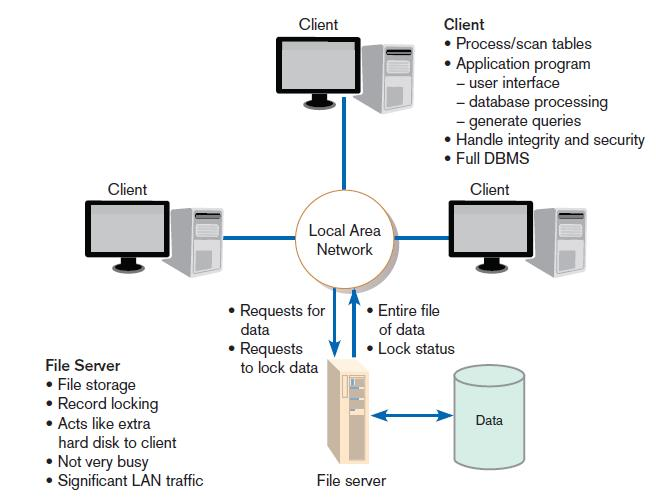 Client
Client
• Process/scan tables
• Application program
– user interface
– database processing
– generate queries
• Handle integrity and security
• Full DBMS
Client
Client
Local Area
Network
• Requests for
data
• Requests
to lock data
• Entire file
of data
• Lock status
File Server
• File storage
• Record locking
• Acts like extra
hard disk to client
• Not very busy
• Significant LAN traffic
Data
File server